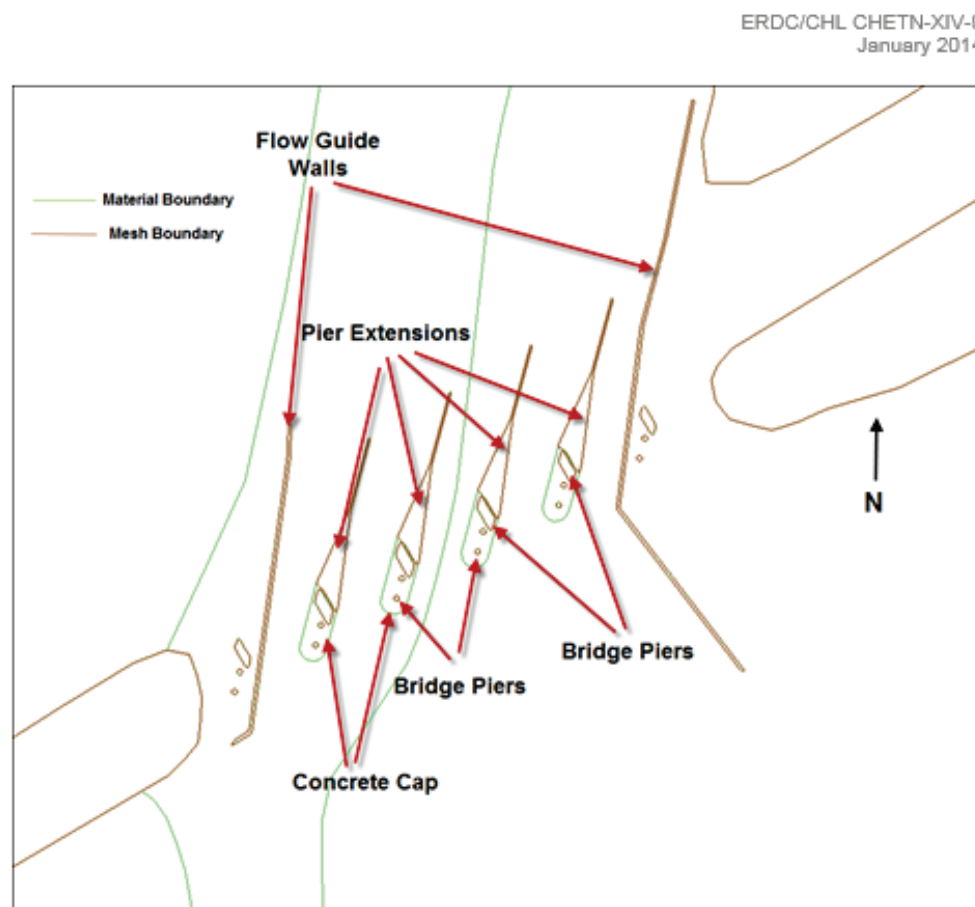 ERDC/CHL CHETN-XIV-
January 2014
Flow Guide
Walls
Material Boundary
Mesh Boundary
Pier Extensions
N
Bridge Piers
Bridge Piers
Concrete Cap